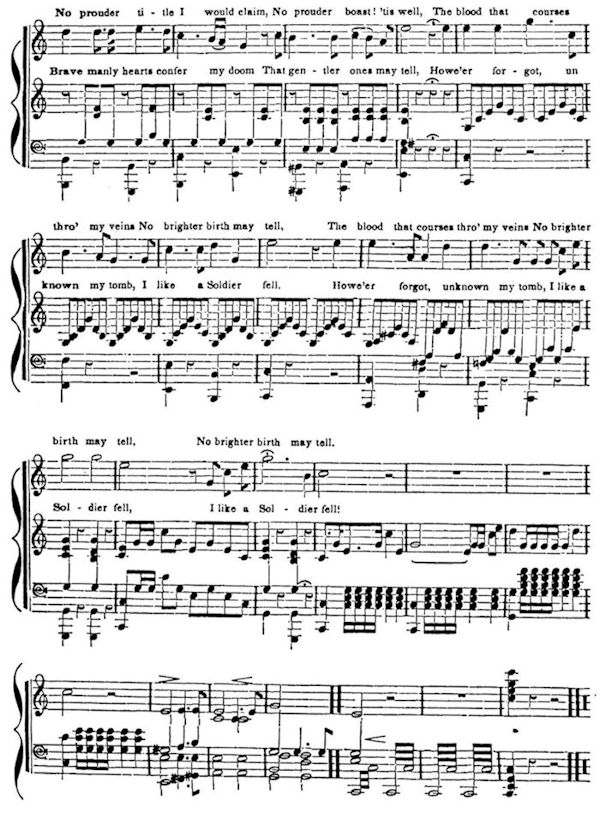 No prouder ti - tle I would claim, No prouder boast! 'tis well, The blood that courses
Brave manly hearts confer my doom That gen - tler ones may tell, Howe'er for - got, un
thro' my veins No brighter birth may tell, The blood that courses thro' my veins No brighter
known my tomb, I like a Soldier fell. Howe'er forgot, unknown my tomb, I like a
birth may tell, No brighter birth may tell.
Sol - dier fell, I like a Sol - dier fell!